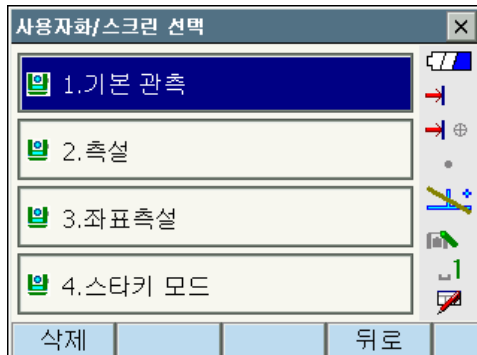 사용자화/스크린 선택
1.기본 관측
2.측설
3.좌표측설
4.스타키 모드
1
삭제
뒤로